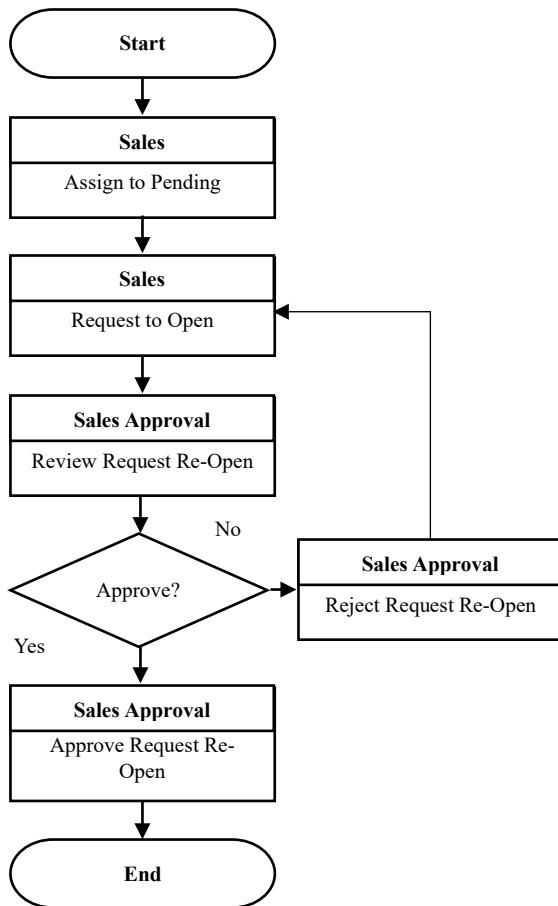 Start
Sales
Assign to Pending
Sales
Request to Open
Sales Approval
Review Request Re-Open
No
Approve?
Sales Approval
Reject Request Re-Open
Yes
Sales Approval
Approve Request Re-
Open
End